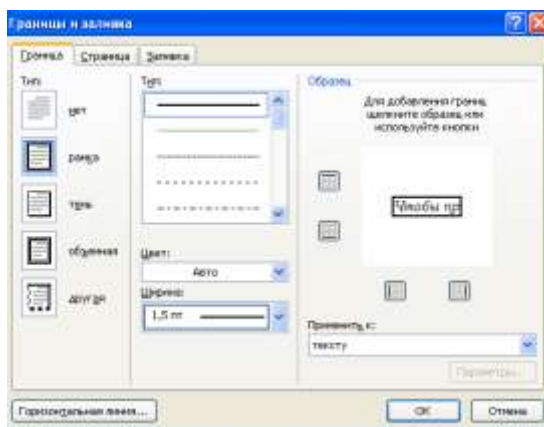 Границы и заливка
Граница Страница Заливка
Тип:
нет
рамка
тень
объемная
другая
Тип:
Цвет:
Авто
Ширина:
1,5 пт
Образец
Для добавления границ
щелкните образец или
используйте кнопки
Чтобы пр
Применить к:
тексту
Параметры...
Горизонтальная линия...
ОК
Отмена